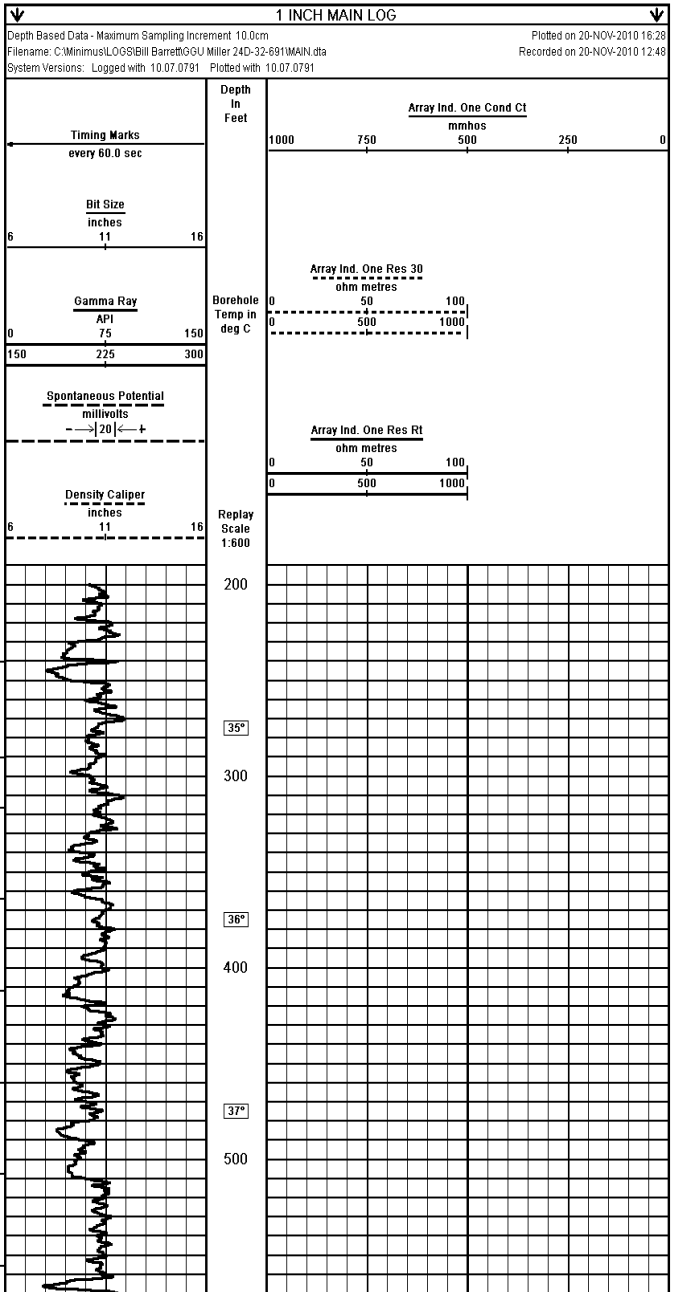 1 INCH MAIN LOG
Depth Based Data - Maximum Sampling Increment 10.0cm
Plotted on 20-NOV-2010 16:28
Filename: C:\Minimus\LOGS\Bill Barrett\GGU Miller 24D-32-691\MAIN.dta
Recorded on 20-NOV-2010 12:48
System Versions: Logged with 10.07.0791 Plotted with 10.07.0791
Depth
In
Feet
Timing Marks
every 60.0 sec
Array Ind. One Cond Ct
mmhos
1000 750 500 250 0
Bit Size
inches
6 11 16
Array Ind. One Res 30
ohm metres
0 50 100
0 500 1000
Gamma Ray
API
0 75 150
150 225 300
Borehole
Temp in
deg C
Spontaneous Potential
millivolts
- →|20|← +
Array Ind. One Res Rt
ohm metres
0 50 100
0 500 1000
Density Caliper
inches
6 11 16
Replay
Scale
1:600
200
35°
300
36°
400
37°
500